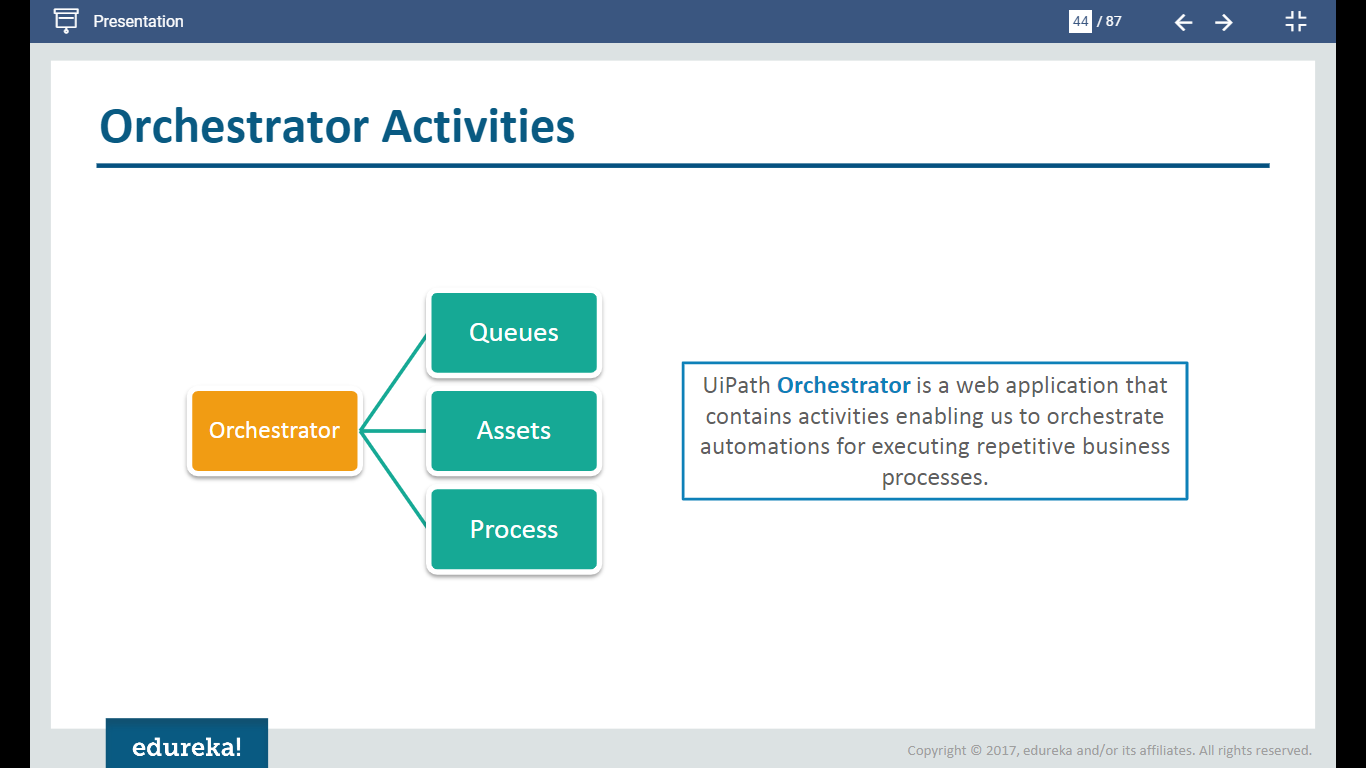 Presentation
44 / 87
Orchestrator Activities
Queues
Orchestrator
Assets
Process
UiPath Orchestrator is a web application that
contains activities enabling us to orchestrate
automations for executing repetitive business
processes.
edureka!
Copyright © 2017, edureka and/or its affiliates. All rights reserved.